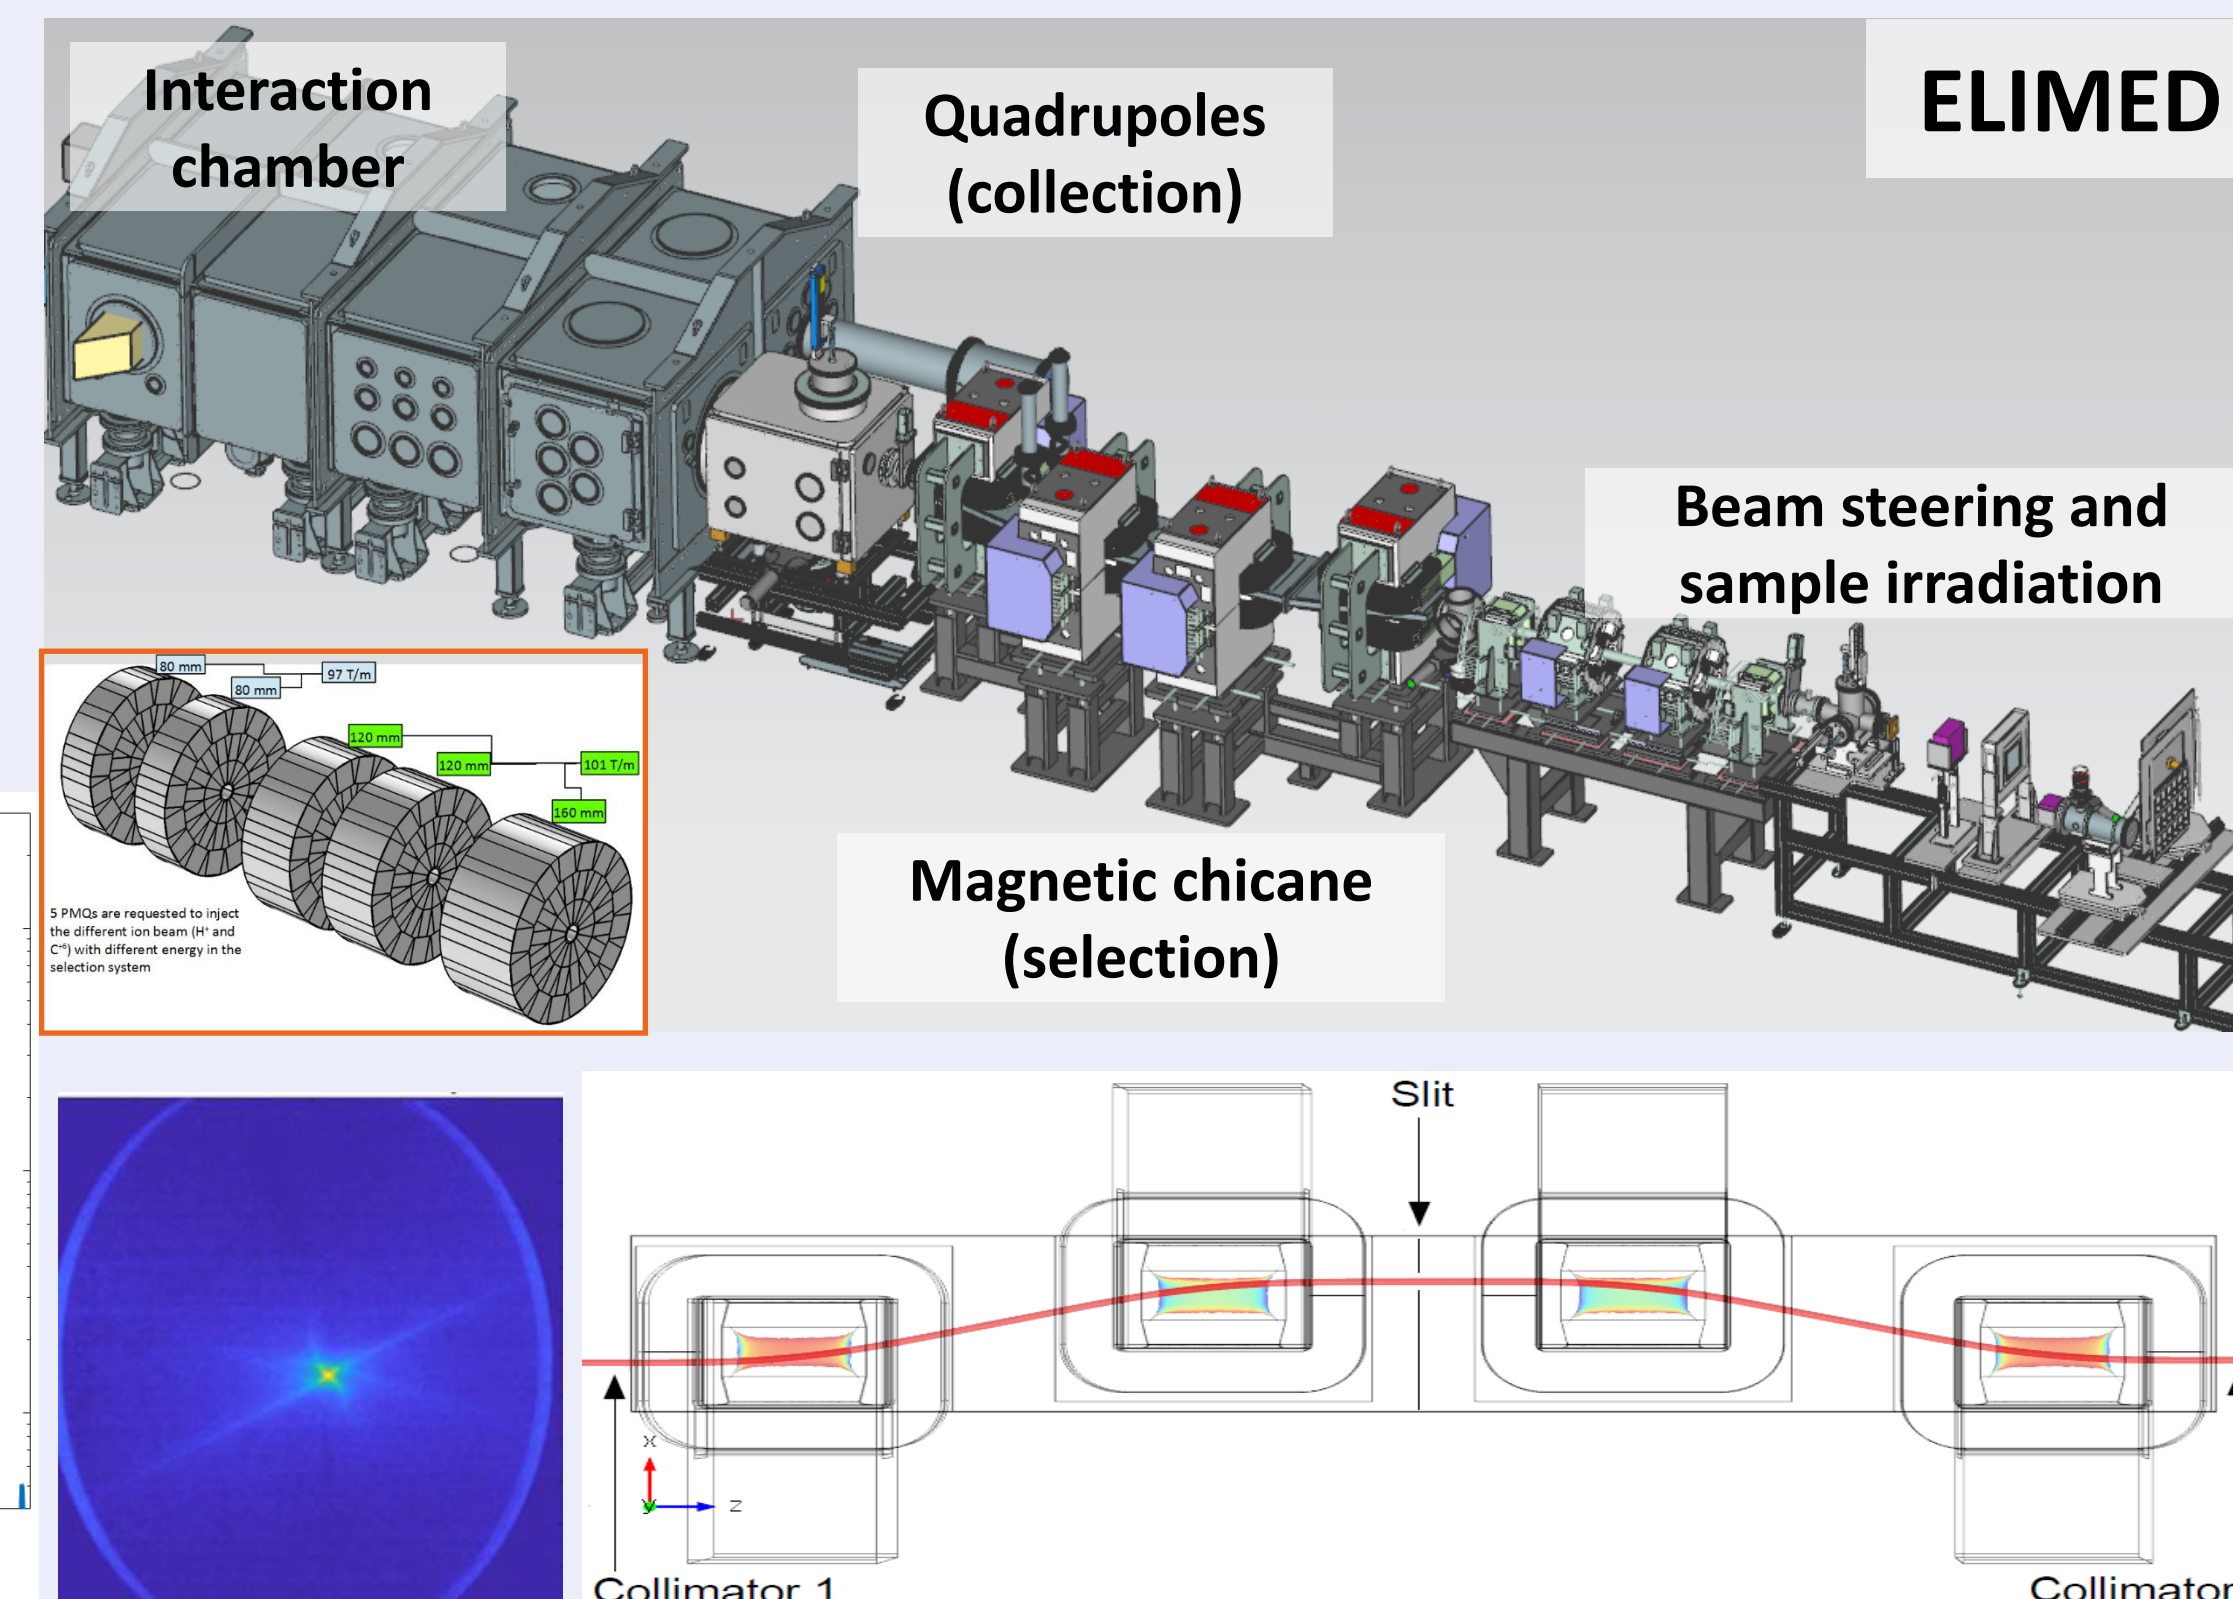 Interaction
chamber
Quadrupoles
(collection)
ELIMED
Beam steering and
sample irradiation
80 mm
97 T/m
80 mm
120 mm
120 mm
101 T/m
160 mm
5 PMQs are requested to inject
the different ion beam (H⁺ and
C⁺⁶) with different energy in the
selection system
Magnetic chicane
(selection)
Slit
x
y
z
Collimator 1
Collimator